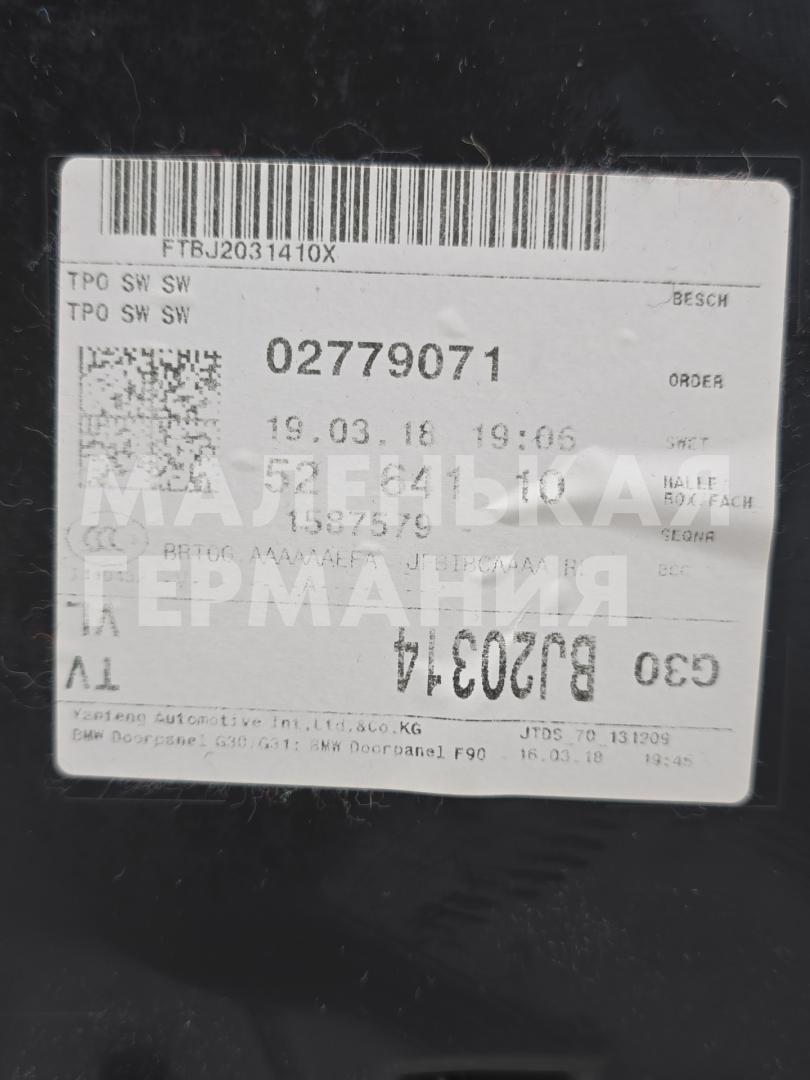 FTBJ2031410X
TPO SW SW
BESCH
TPO SW SW
02779071
ORDER
19.03.18 19:06
52 641 10
BOX/FACH
1587579
SEQNR
МАЛЕНЬКАЯ
ГЕРМАНИЯ
VL
TV
BJ20314
G30
Yanfeng Automotive Int.Ltd.&Co.KG
JTDS_70_131209
BMW Doorpanel G30/G31; BMW Doorpanel F90
16.03.18 19:45